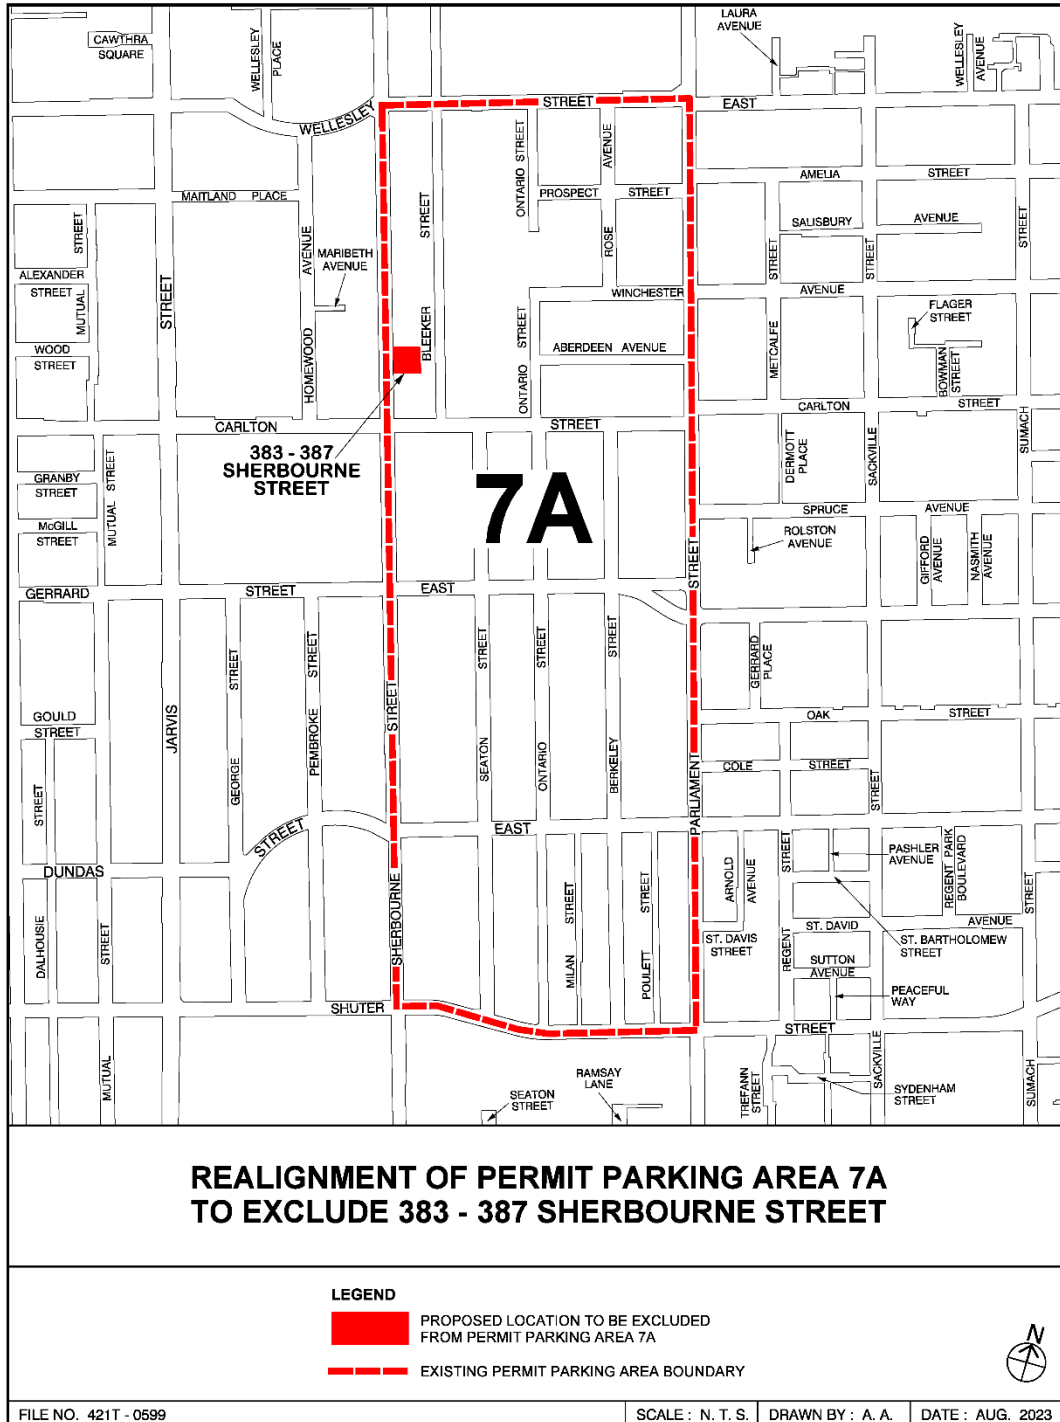 CAWTHRA
SQUARE
WELLESLEY
PLACE
LAURA
AVENUE
WELLESLEY
AVENUE
WELLESLEY
STREET
EAST
ONTARIO STREET
AVENUE
ROSE
PROSPECT STREET
AMELIA STREET
MAITLAND PLACE
SALISBURY AVENUE
STREET
STREET
MUTUAL
STREET
HOMEWOOD
AVENUE
MARIBETH
AVENUE
BLEEKER
STREET
ALEXANDER
STREET
WINCHESTER
AVENUE
METCALFE
STREET
STREET
FLAGER
STREET
WOOD
STREET
ONTARIO STREET
ABERDEEN AVENUE
BOWMAN
STREET
CARLTON
STREET
CARLTON
STREET
383 - 387
SHERBOURNE
STREET
7A
GRANBY
STREET
McGILL
STREET
MUTUAL STREET
DERMOTT
PLACE
SACKVILLE
SUMACH
SPRUCE AVENUE
ROLSTON
AVENUE
GIFFORD
AVENUE
NASMITH
AVENUE
GERRARD
STREET
EAST
STREET
GERRARD
PLACE
GOULD
STREET
JARVIS
GEORGE
STREET
PEMBROKE
STREET
STREET
SEATON
STREET
ONTARIO
STREET
BERKELEY
STREET
PARLIAMENT
OAK STREET
COLE STREET
STREET
STREET
STREET
EAST
DUNDAS
SHERBOURNE
ARNOLD
AVENUE
STREET
REGENT
PASHLER
AVENUE
REGENT PARK
BOULEVARD
STREET
ST. DAVID
AVENUE
DALHOUSIE
STREET
MILAN
STREET
POULETT
STREET
ST. DAVIS
STREET
ST. BARTHOLOMEW
STREET
SUTTON
AVENUE
PEACEFUL
WAY
SHUTER
STREET
MUTUAL
SEATON
STREET
RAMSAY
LANE
TREFANN
STREET
SACKVILLE
SYDENHAM
STREET
SUMACH
REALIGNMENT OF PERMIT PARKING AREA 7A
TO EXCLUDE 383 - 387 SHERBOURNE STREET
LEGEND
PROPOSED LOCATION TO BE EXCLUDED
FROM PERMIT PARKING AREA 7A
EXISTING PERMIT PARKING AREA BOUNDARY
N
FILE NO. 421T - 0599
SCALE : N. T. S.
DRAWN BY : A. A.
DATE : AUG. 2023